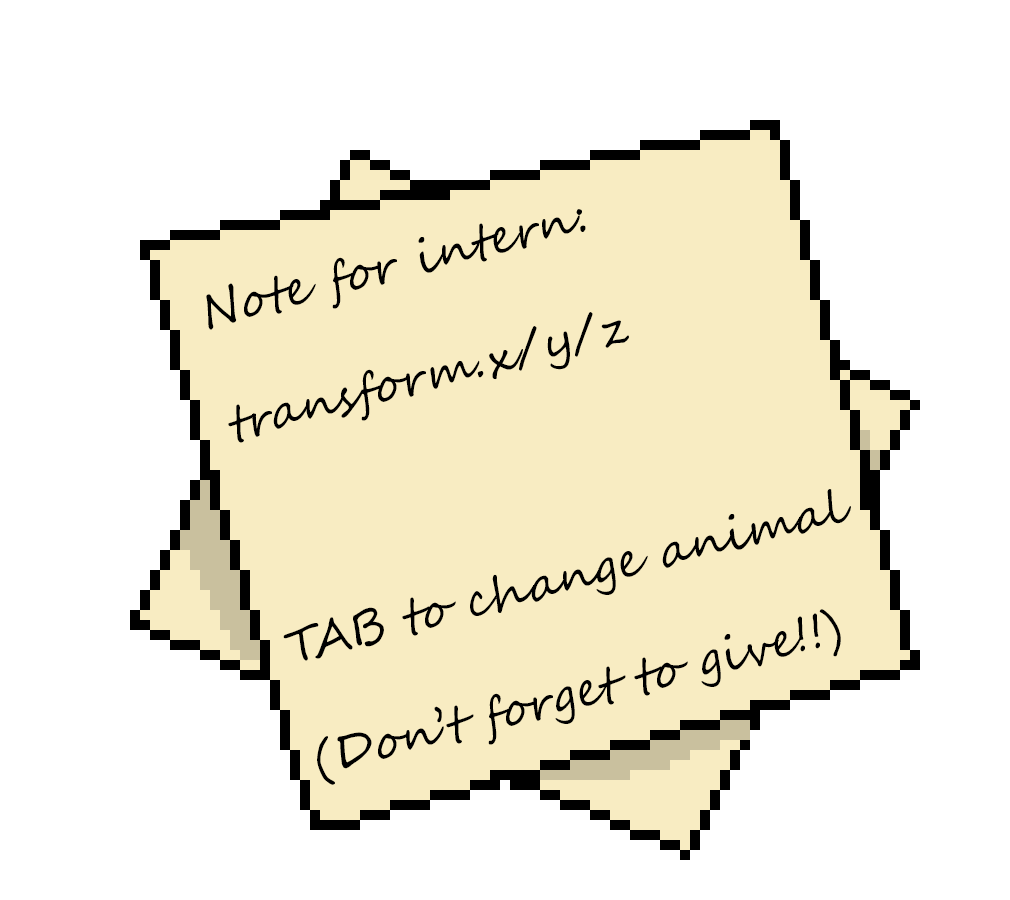 Note for intern:
transform.x/y/z
TAB to change animal
(Don't forget to give!!)